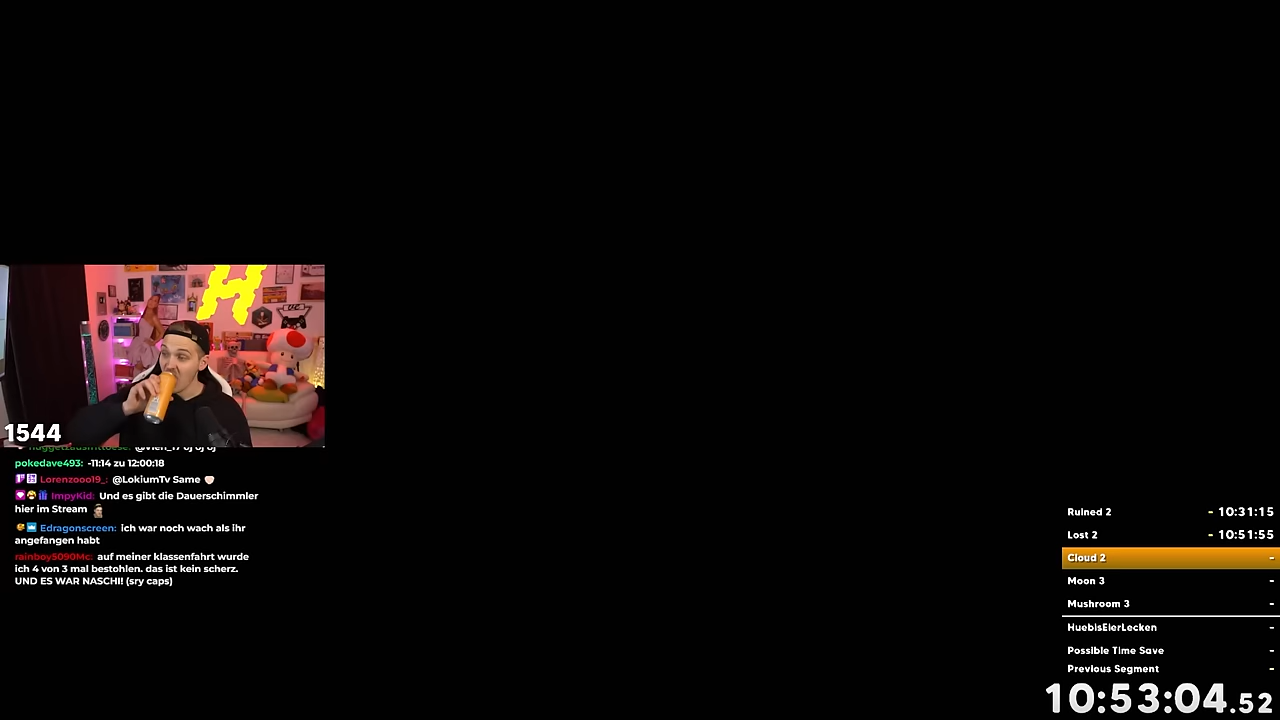 1544
pokedave493: -11:14 zu 12:00:18
Lorenzooo19_: @LokiumTv Same
ImpyKid: Und es gibt die Dauerschimmler
hier im Stream
Edragonscreen: ich war noch wach als ihr
angefangen habt
rainboy5090Mc: auf meiner klassenfahrt wurde
ich 4 von 3 mal bestohlen. das ist kein scherz.
UND ES WAR NASCHI! (sry caps)
Ruined 2 - 10:31:15
Lost 2 - 10:51:55
Cloud 2 -
Moon 3 -
Mushroom 3 -
HuebisEierLecken -
Possible Time Save -
Previous Segment -
10:53:04.52